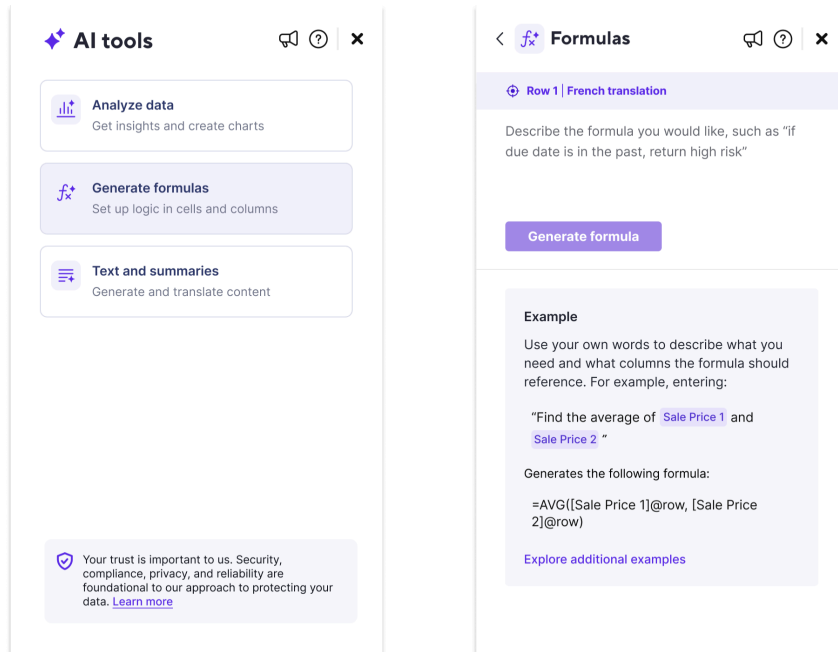 AI tools
Analyze data
Get insights and create charts
Generate formulas
Set up logic in cells and columns
Text and summaries
Generate and translate content
Your trust is important to us. Security,
compliance, privacy, and reliability are
foundational to our approach to protecting your
data. Learn more
Formulas
Row 1 | French translation
Describe the formula you would like, such as “if
due date is in the past, return high risk”
Generate formula
Example
Use your own words to describe what you
need and what columns the formula should
reference. For example, entering:
“Find the average of Sale Price 1 and
Sale Price 2 ”
Generates the following formula:
=AVG([Sale Price 1]@row, [Sale Price
2]@row)
Explore additional examples